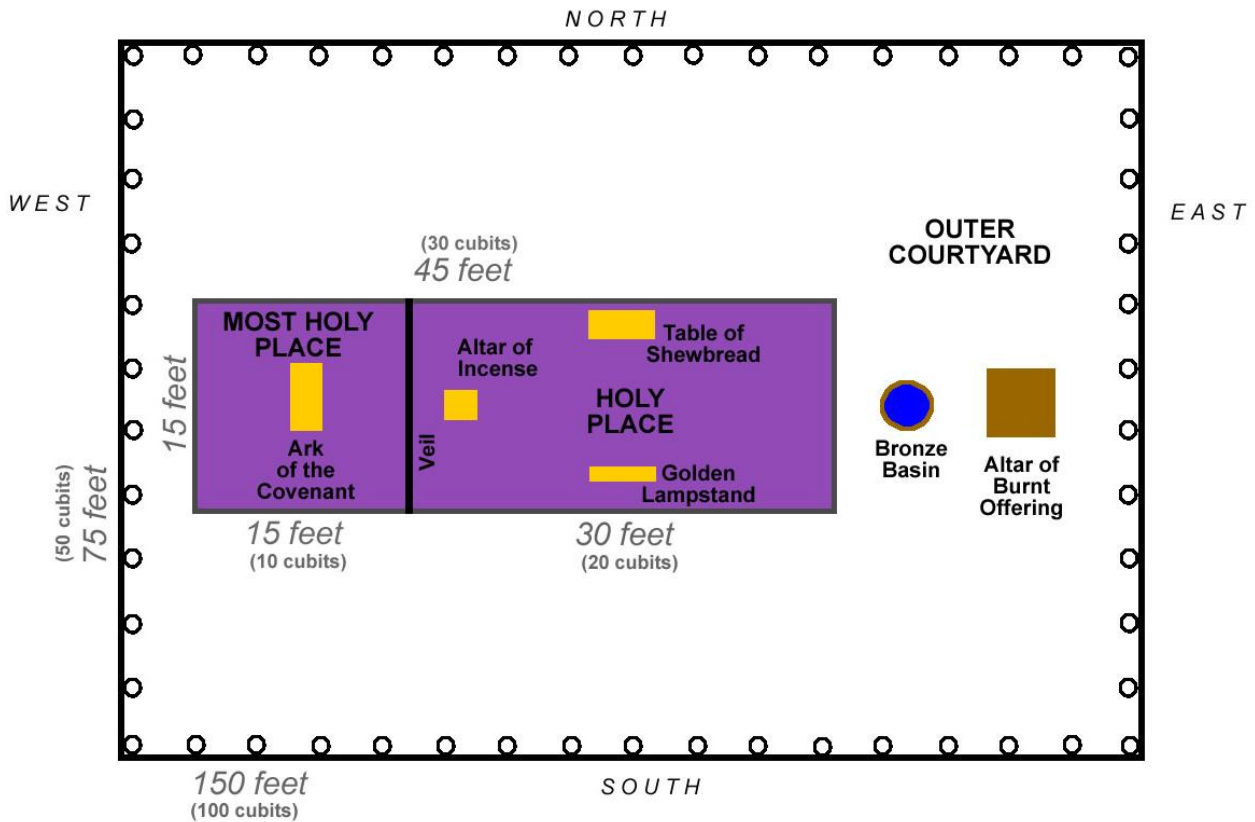 NORTH
WEST
EAST
OUTER
COURTYARD
(30 cubits)
45 feet
MOST HOLY
PLACE
Altar of
Incense
Table of
Shewbread
HOLY
PLACE
15 feet
Ark
of the
Covenant
Veil
Golden
Lampstand
Bronze
Basin
Altar of
Burnt
Offering
(50 cubits)
75 feet
15 feet
(10 cubits)
30 feet
(20 cubits)
150 feet
(100 cubits)
SOUTH